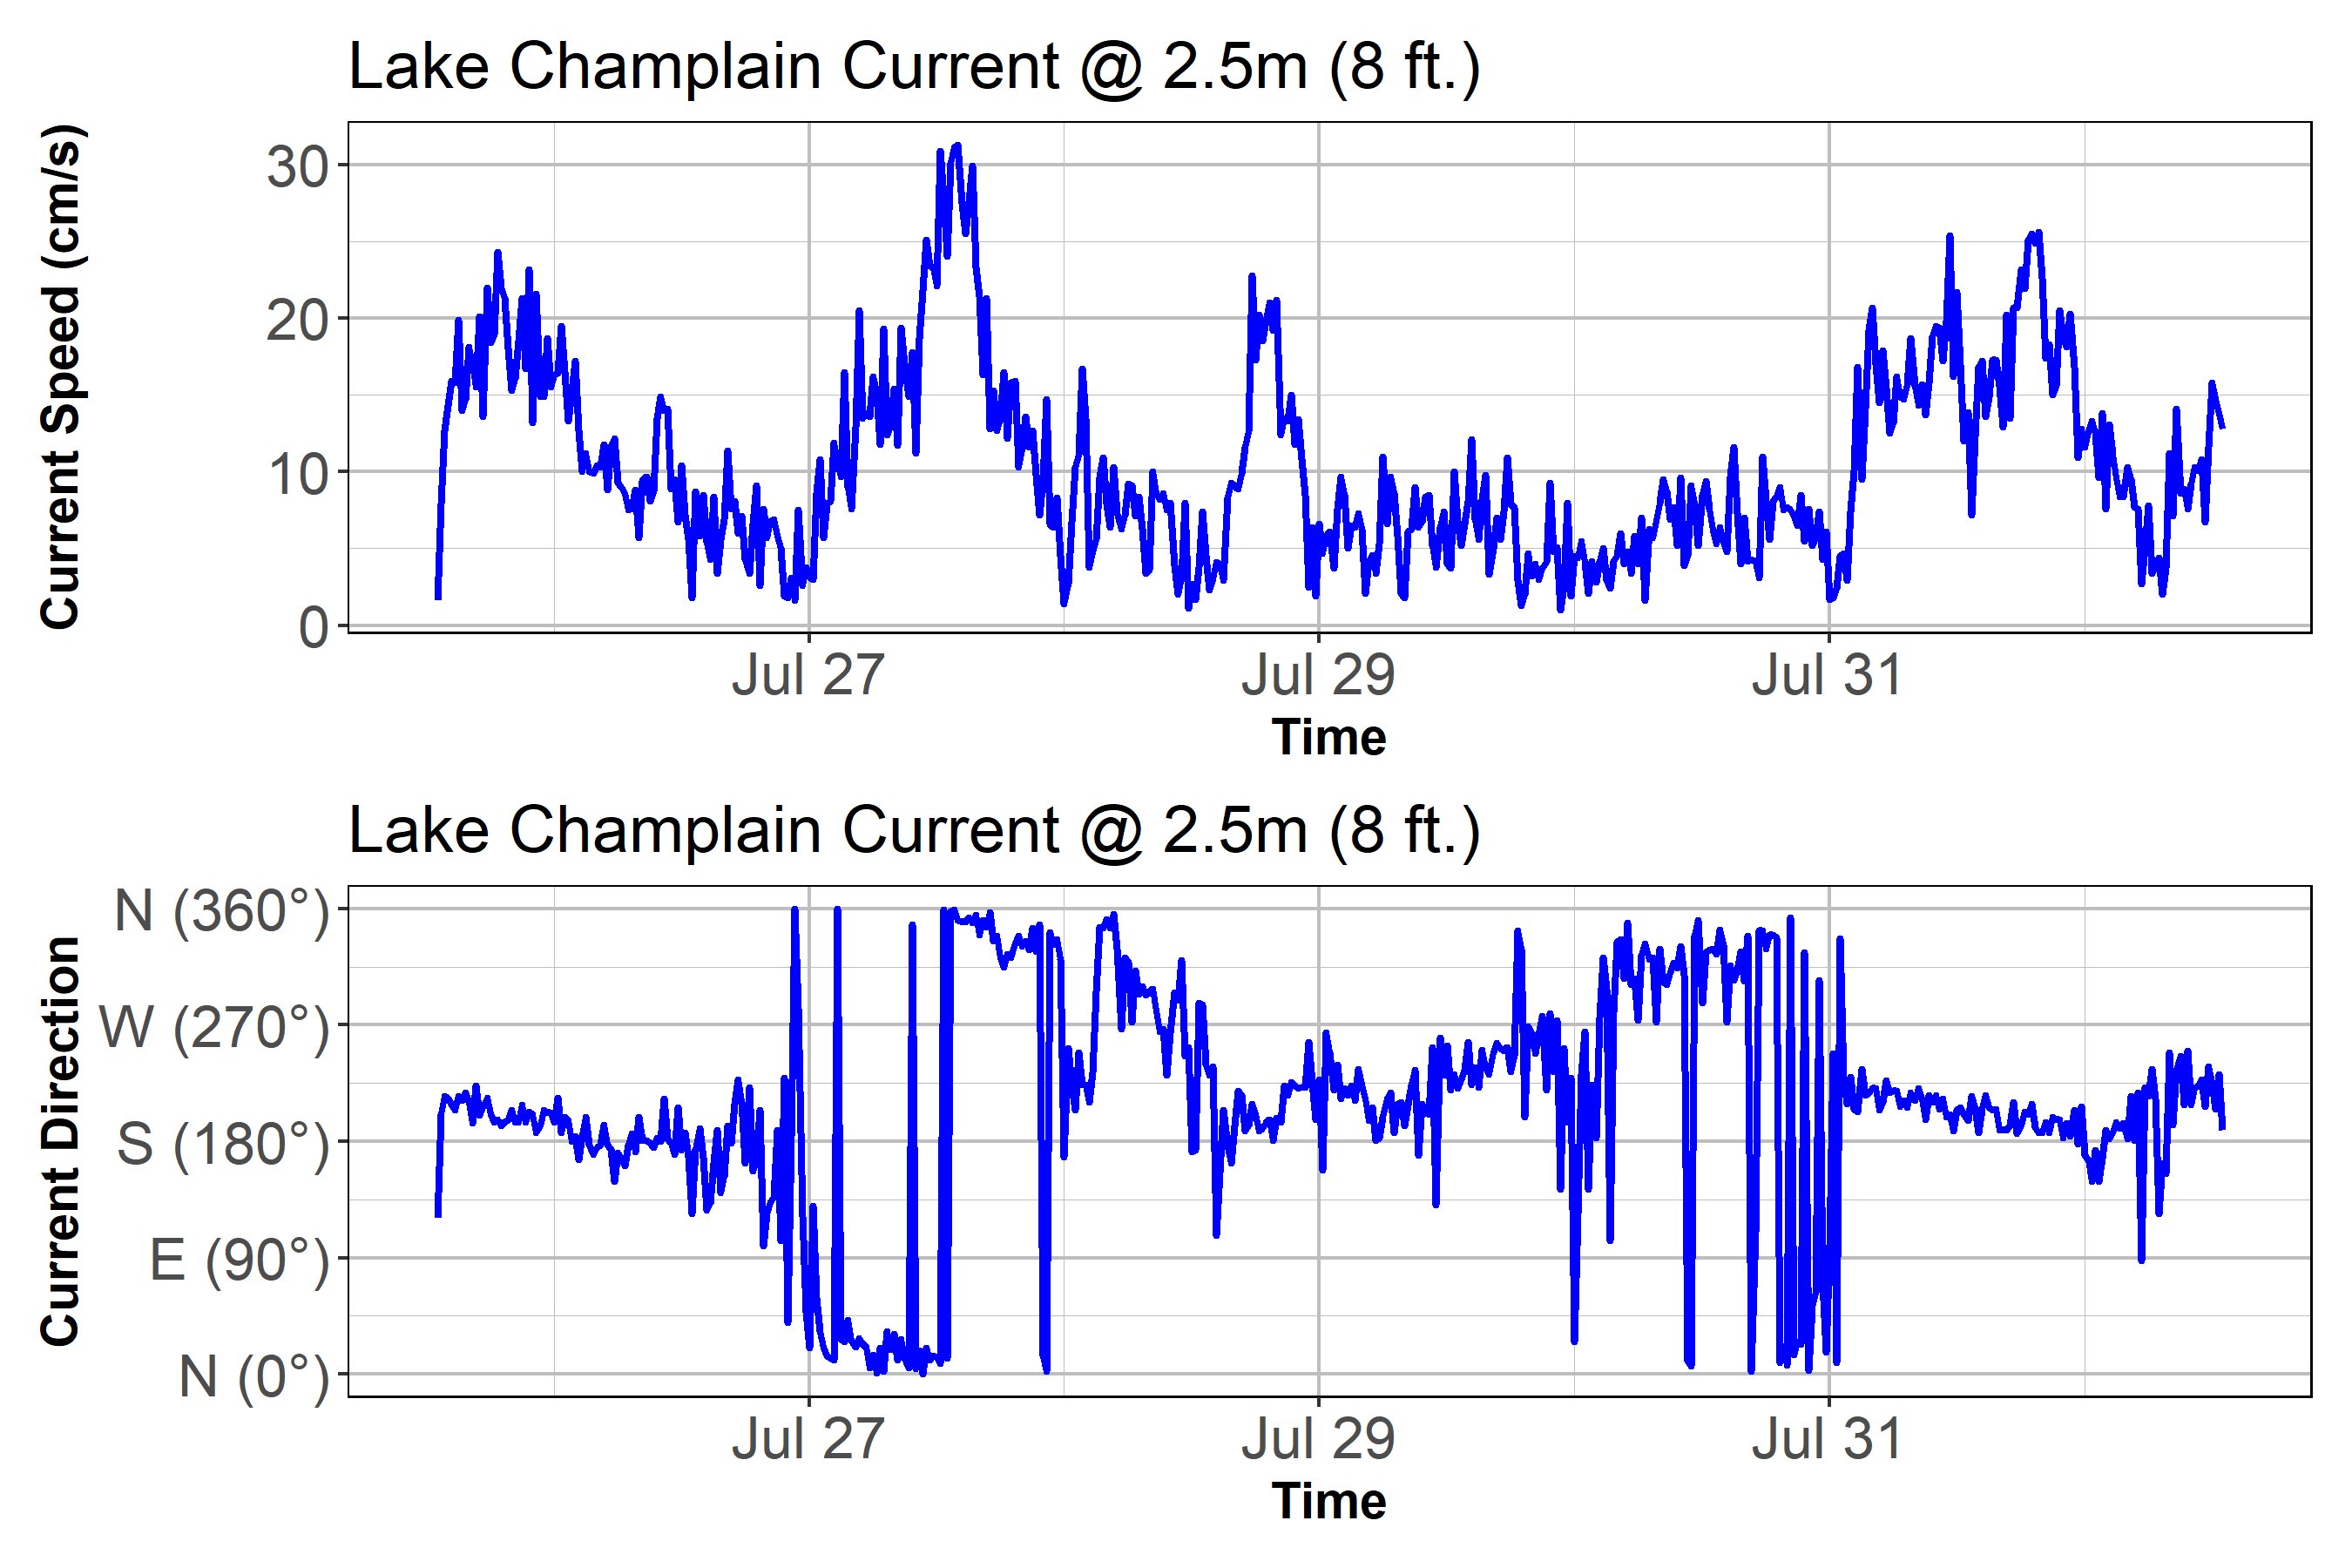 Lake Champlain Current @ 2.5m (8 ft.)
Current Speed (cm/s)
30
20
10
0
Jul 27 Jul 29 Jul 31
Time
Lake Champlain Current @ 2.5m (8 ft.)
Current Direction
N (360°)
W (270°)
S (180°)
E (90°)
N (0°)
Jul 27 Jul 29 Jul 31
Time